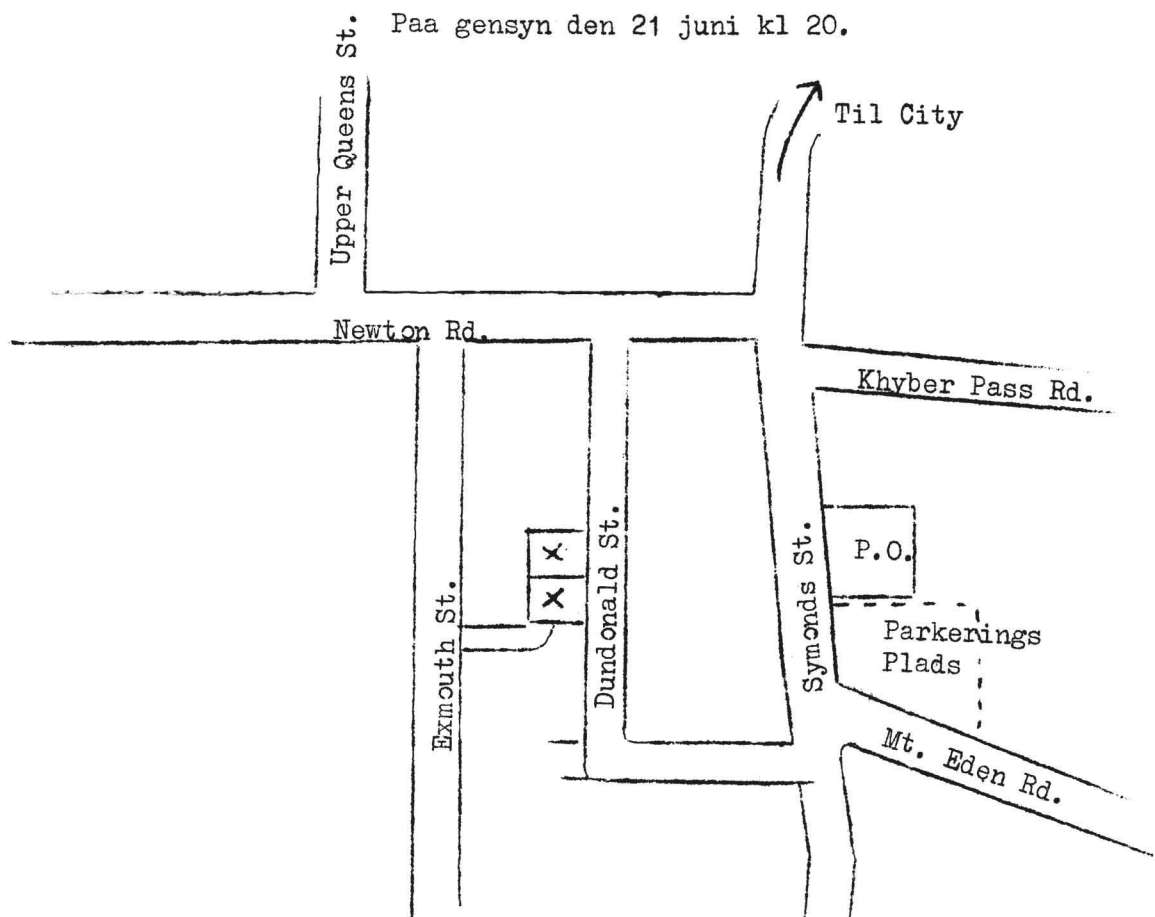 Paa gensyn den 21 juni kl 20.
Upper Queens St.
Til City
Newton Rd.
Khyber Pass Rd.
X
X
Dundonald St.
Symonds St.
P.O.
Exmouth St.
Parkerings
Plads
Mt. Eden Rd.